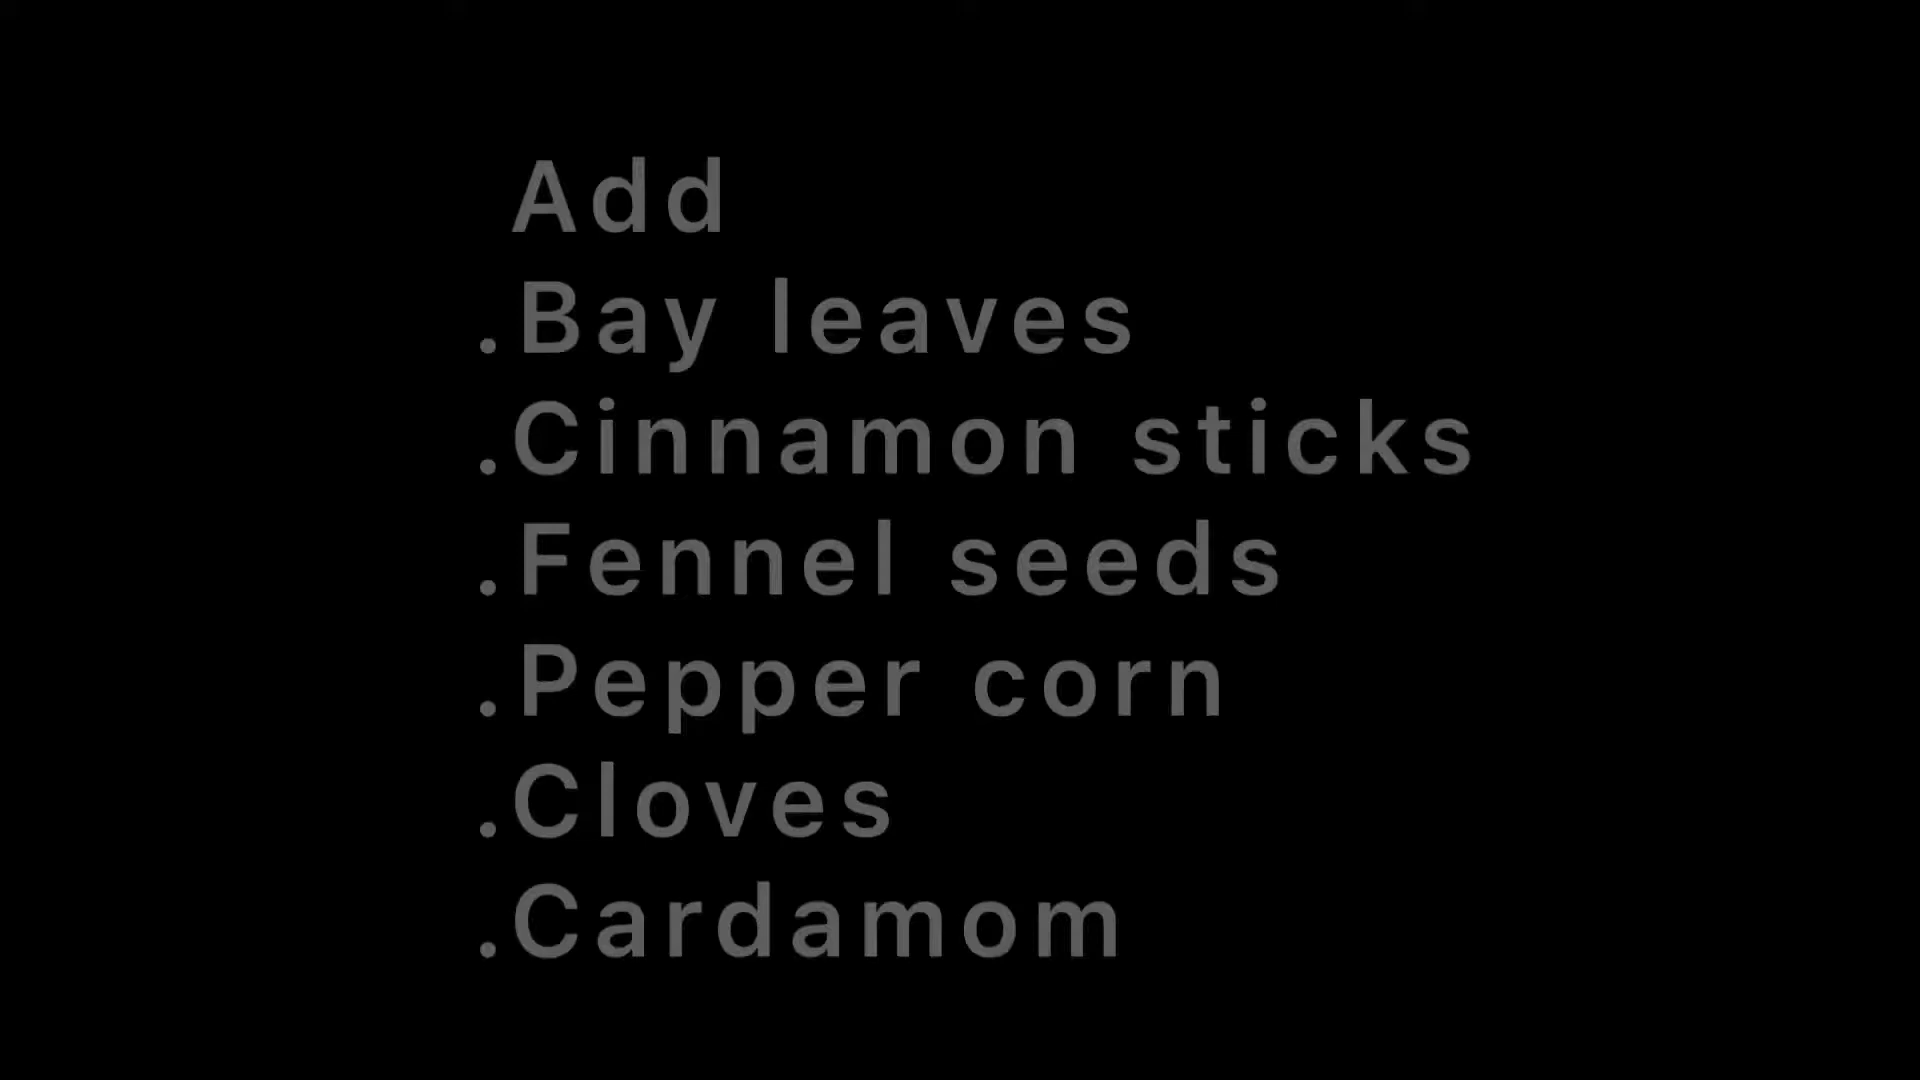 Add
.Bay leaves
.Cinnamon sticks
.Fennel seeds
.Pepper corn
.Cloves
.Cardamom